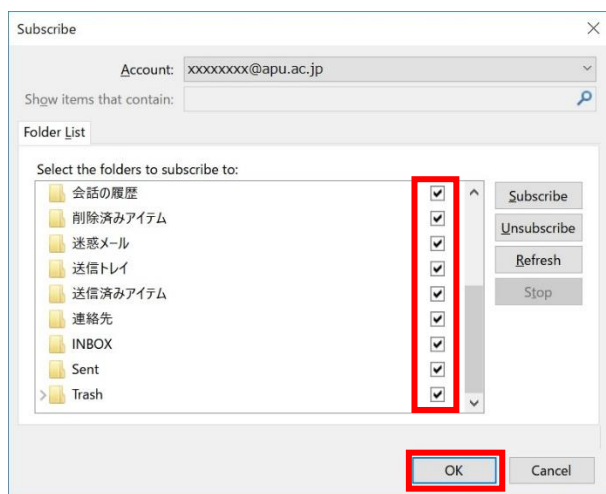 Subscribe
Account: xxxxxxxx@apu.ac.jp
Show items that contain:
Folder List
Select the folders to subscribe to:
会話の履歴
削除済みアイテム
迷惑メール
送信トレイ
送信済みアイテム
連絡先
INBOX
Sent
Trash
Subscribe
Unsubscribe
Refresh
Stop
OK Cancel